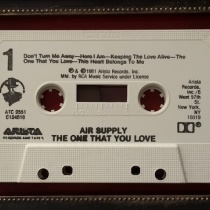 1
Don't Turn Me Away—Here I Am—Keeping The Love Alive—The
One That You Love—This Heart Belongs To Me
℗ & © 1981 Arista Records, Inc.
Mfd. by RCA Music Service under License
ATC 9551
C134616
Arista
Records,
Inc./6
West 57th
St.
New York,
NY
10019
ARISTA
AIR SUPPLY
THE ONE THAT YOU LOVE